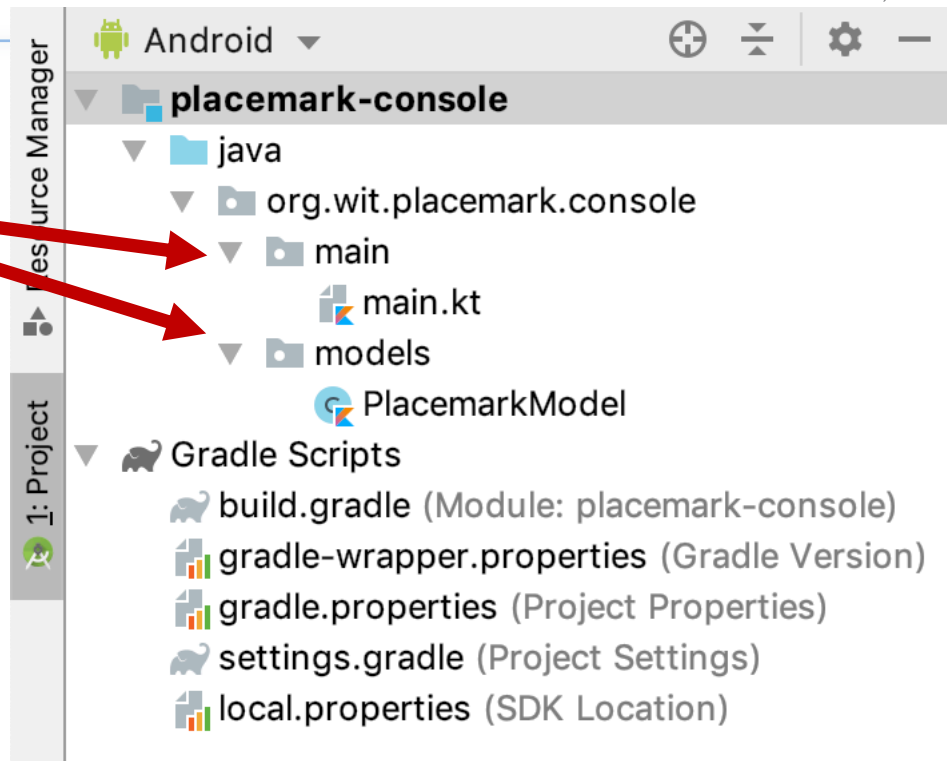 Android
placemark-console
java
org.wit.placemark.console
main
main.kt
models
PlacemarkModel
Gradle Scripts
build.gradle (Module: placemark-console)
gradle-wrapper.properties (Gradle Version)
gradle.properties (Project Properties)
settings.gradle (Project Settings)
local.properties (SDK Location)
Resource Manager
1: Project